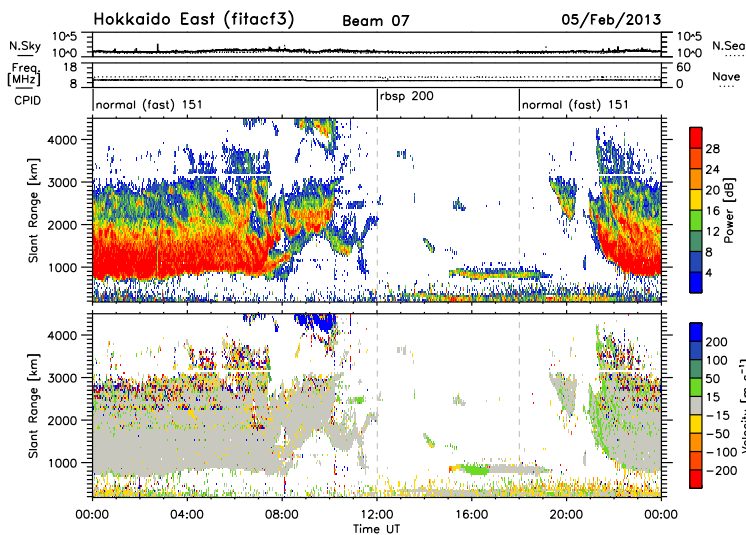 Hokkaido East (fitacf3) Beam 07 05/Feb/2013
N.Sky 10^5 10^0 10^5 10^0 N.Sea
Freq. [MHz] 18 8 60 0 Nave
CPID normal (fast) 151 rbsp 200 normal (fast) 151
Slant Range [km]
4000
3000
2000
1000
28
24
20
16
12
8
4
Power [dB]
Slant Range [km]
4000
3000
2000
1000
200
100
50
15
-15
-50
-100
-200
Velocity [m s^-1]
00:00 04:00 08:00 12:00 16:00 20:00 00:00
Time UT